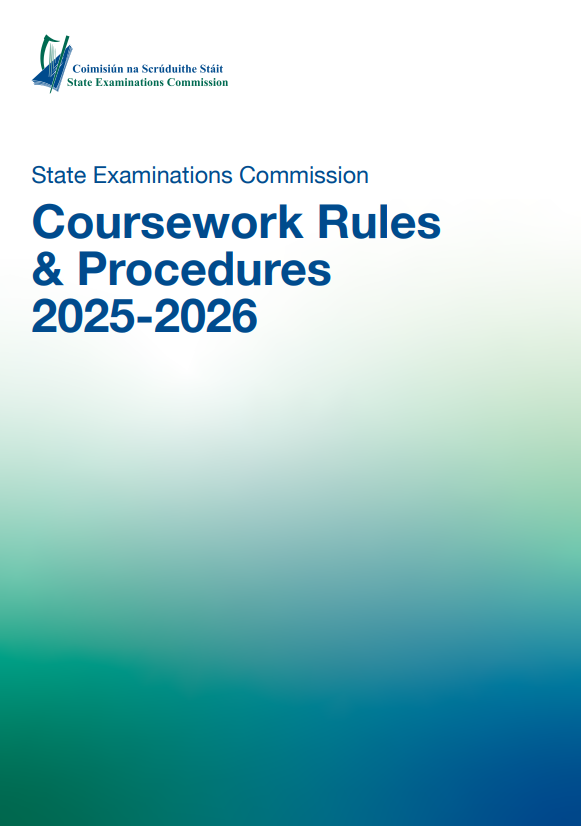 Coimisiún na Scrúduithe Stáit
State Examinations Commission
State Examinations Commission
Coursework Rules
& Procedures
2025-2026